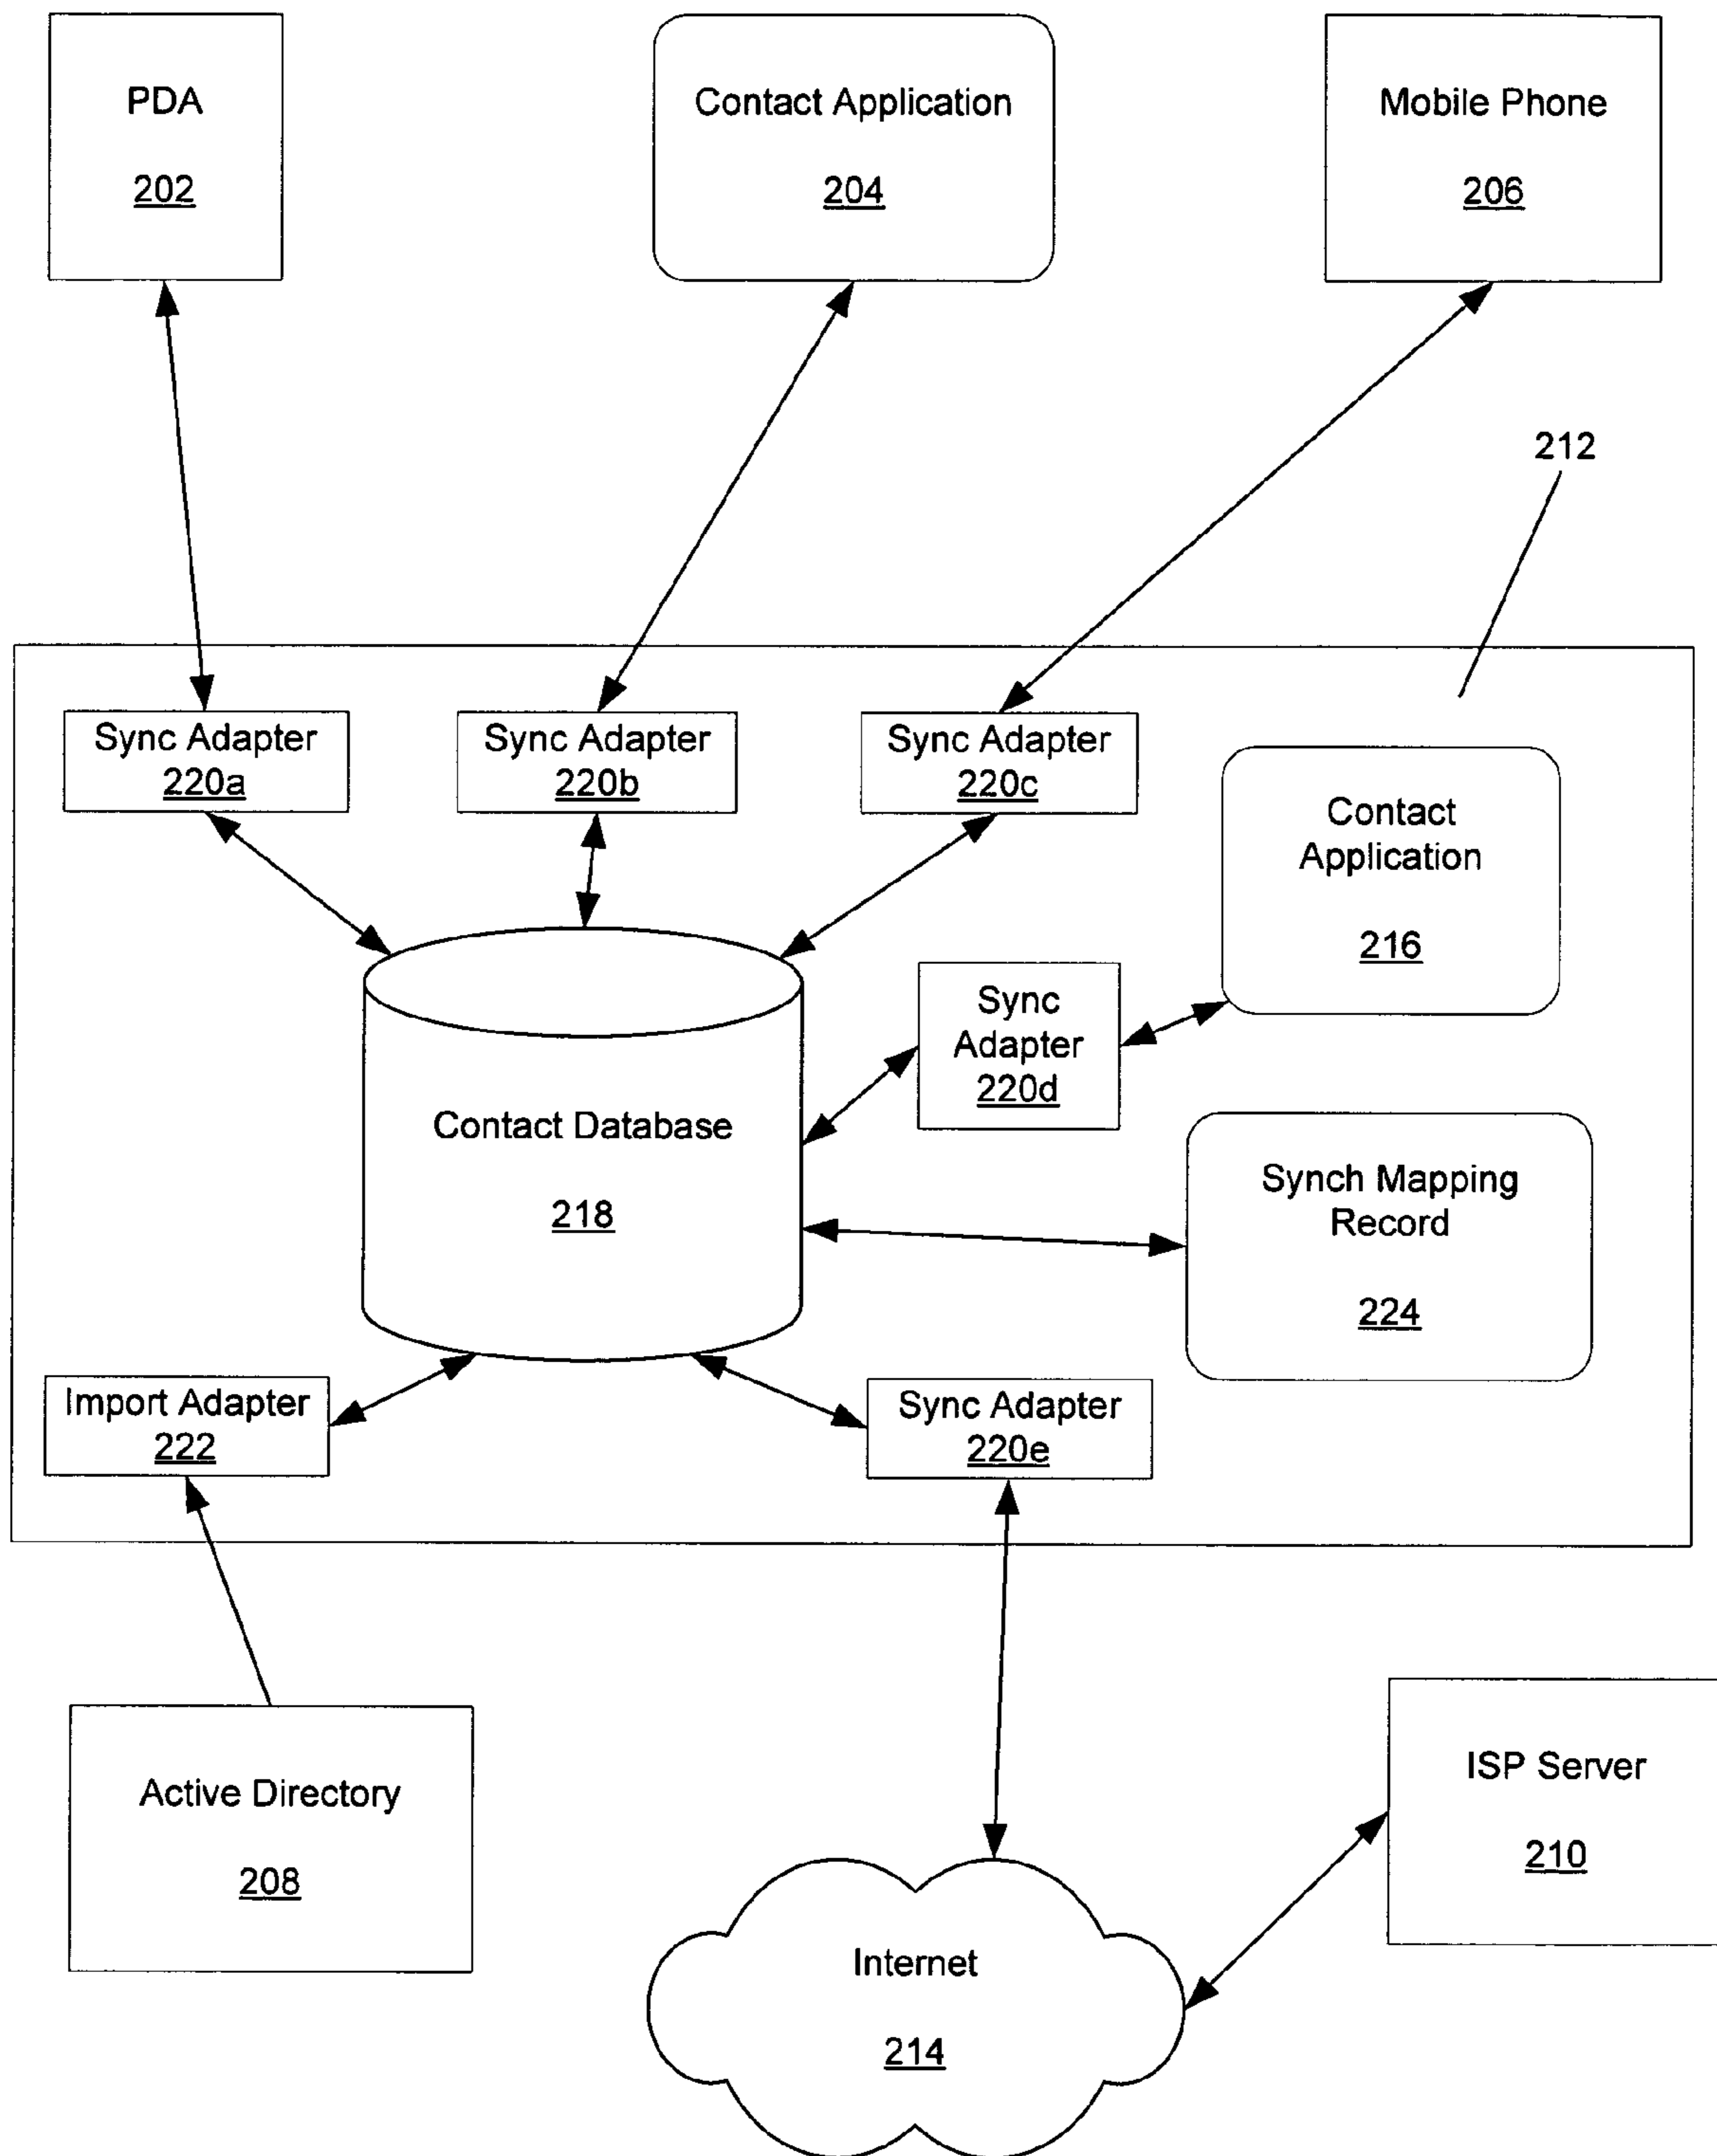 PDA
202
Contact Application
204
Mobile Phone
206
212
Sync Adapter
220a
Sync Adapter
220b
Sync Adapter
220c
Contact
Application
216
Sync
Adapter
220d
Contact Database
218
Synch Mapping
Record
224
Import Adapter
222
Sync Adapter
220e
Active Directory
208
ISP Server
210
Internet
214